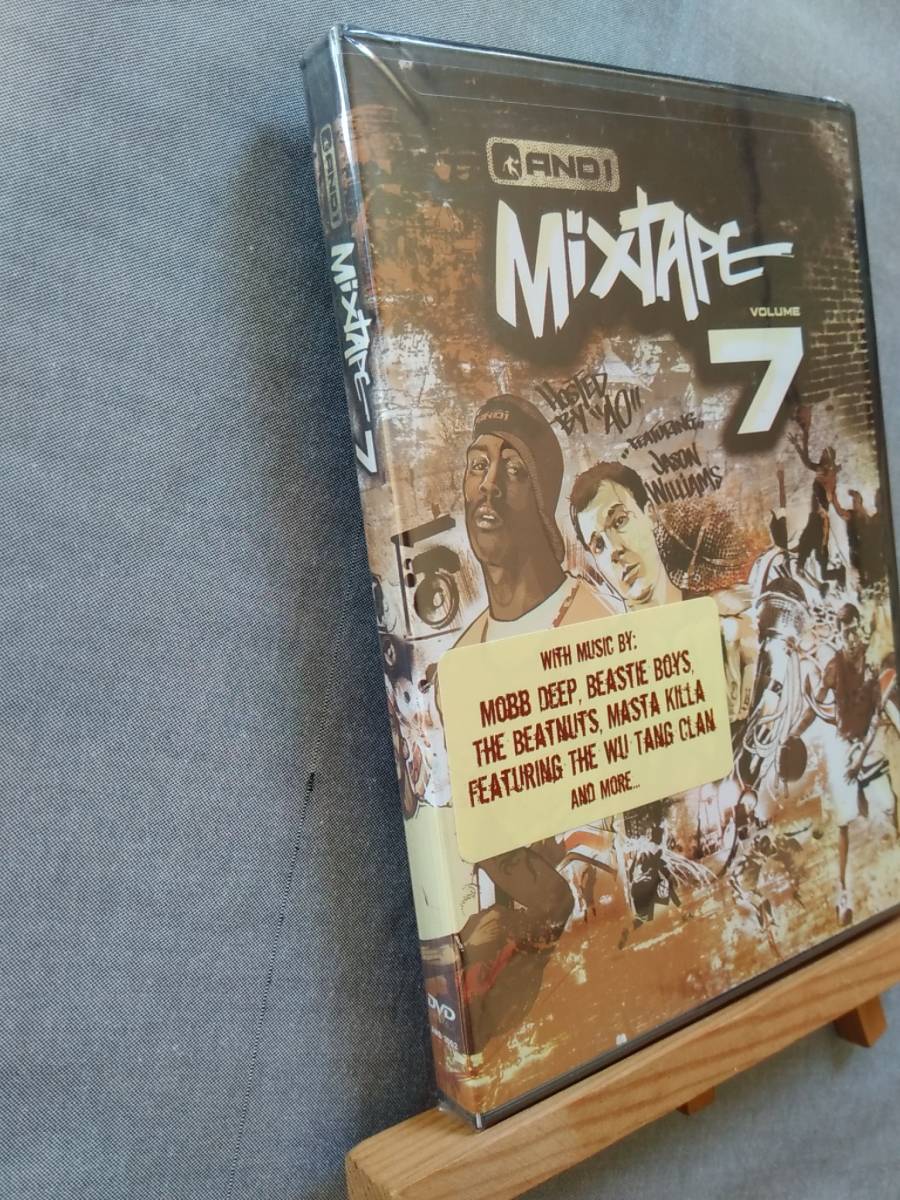 AND1
MIXTAPE
VOLUME
7
HOSTED
BY "AO"
"FEATURING...
JASON
WILLIAMS
AND1
WITH MUSIC BY:
MOBB DEEP, BEASTIE BOYS,
THE BEATNUTS, MASTA KILLA
FEATURING THE WU TANG CLAN
AND MORE...
AND1
MIXTAPE 7
DVD